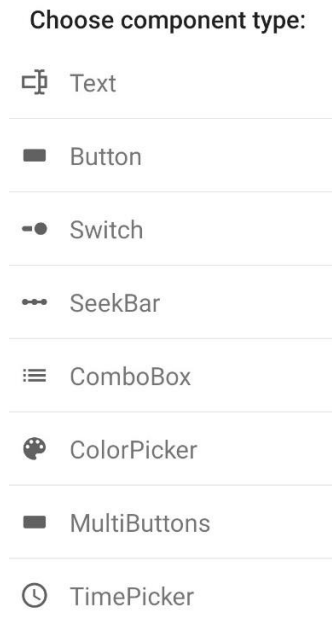 Choose component type:
Text
Button
Switch
SeekBar
ComboBox
ColorPicker
MultiButtons
TimePicker